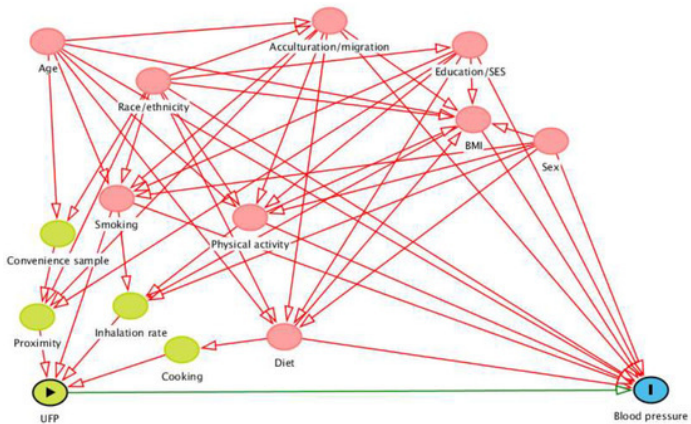 Acculturation/migration
Age
Education/SES
Race/ethnicity
BMI
Sex
Smoking
Physical activity
Convenience sample
Inhalation rate
Proximity
Diet
Cooking
UFP
Blood pressure